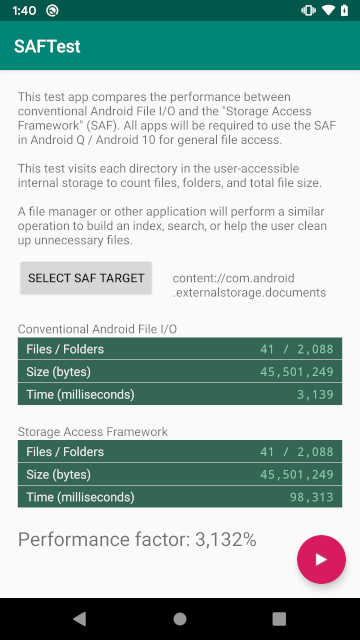 1:40
SAFTest
This test app compares the performance between
conventional Android File I/O and the "Storage Access
Framework" (SAF). All apps will be required to use the SAF
in Android Q / Android 10 for general file access.
This test visits each directory in the user-accessible
internal storage to count files, folders, and total file size.
A file manager or other application will perform a similar
operation to build an index, search, or help the user clean
up unnecessary files.
SELECT SAF TARGET
content://com.android
.externalstorage.documents
Conventional Android File I/O
Files / Folders 41 / 2,088
Size (bytes) 45,501,249
Time (milliseconds) 3,139
Storage Access Framework
Files / Folders 41 / 2,088
Size (bytes) 45,501,249
Time (milliseconds) 98,313
Performance factor: 3,132%